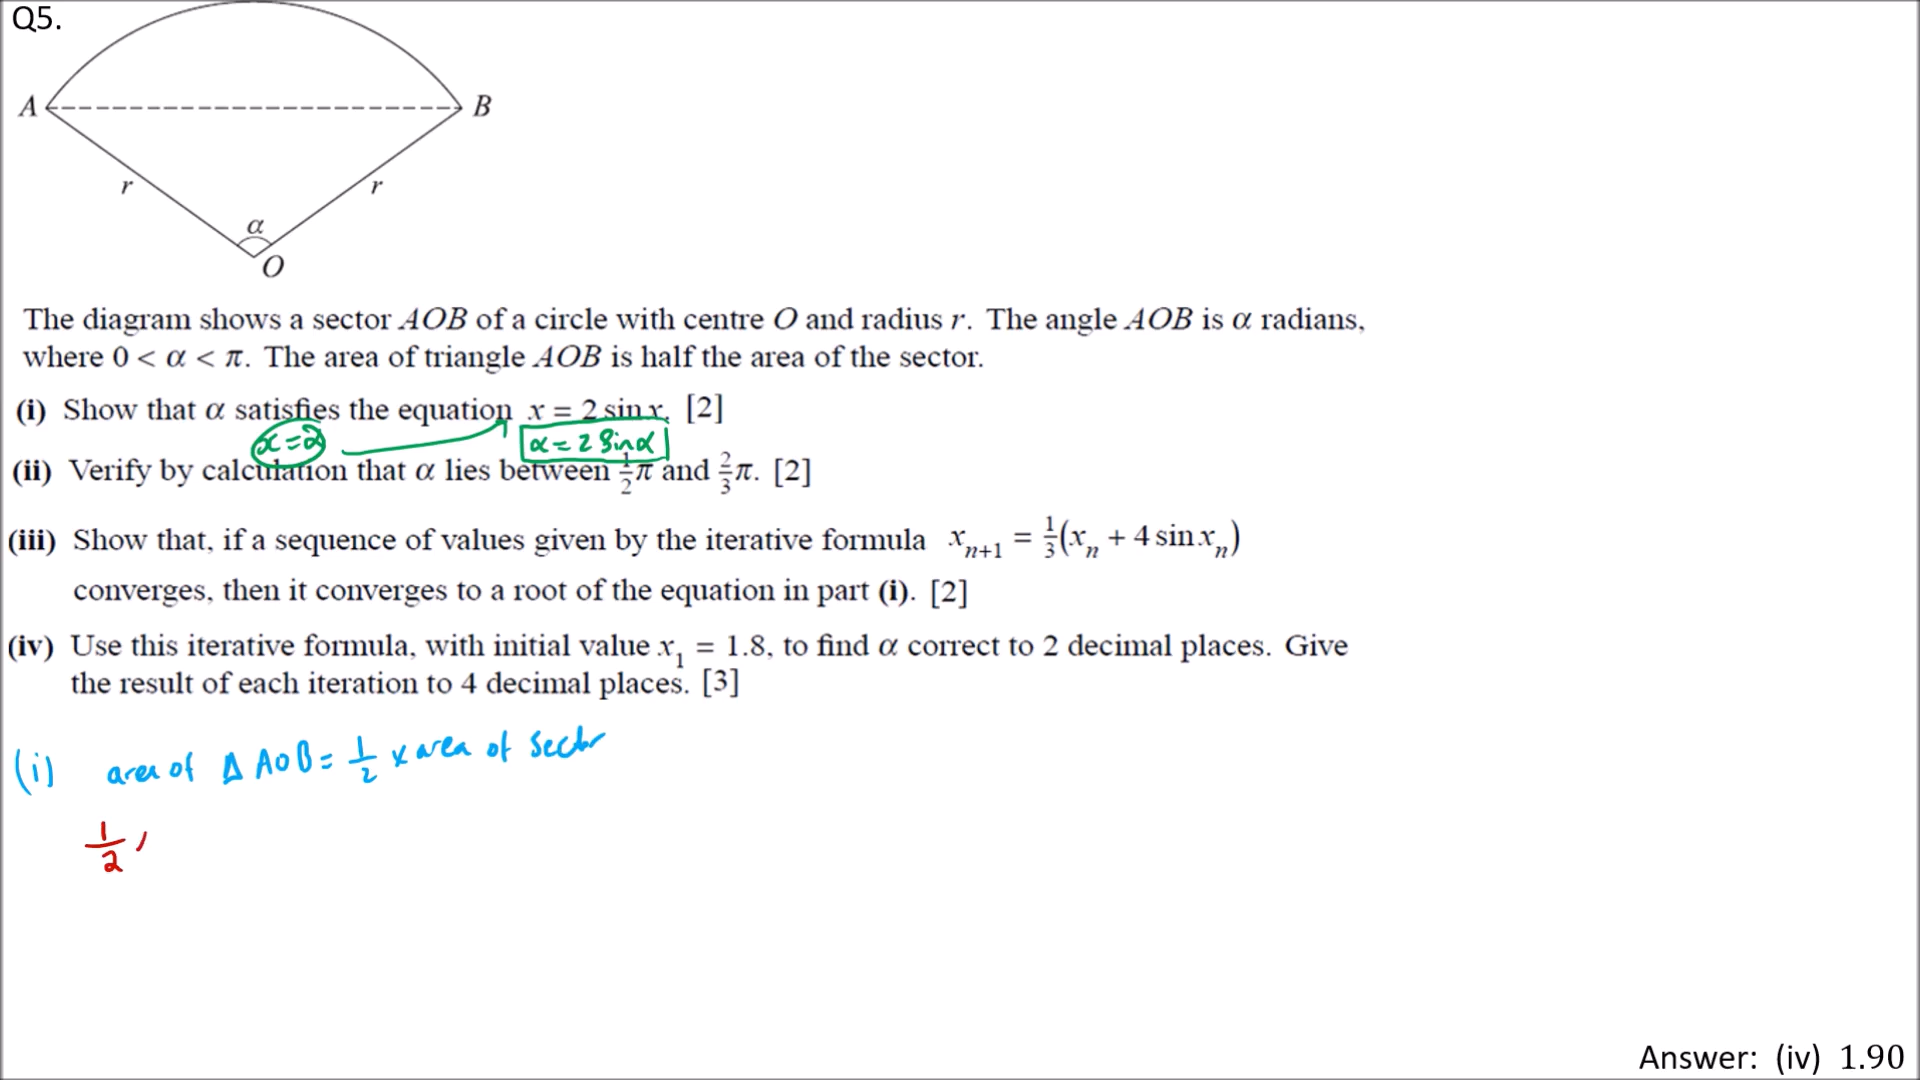 Q5.
A
B
r
r
α
O
The diagram shows a sector AOB of a circle with centre O and radius r. The angle AOB is α radians,
where 0 < α < π. The area of triangle AOB is half the area of the sector.
(i) Show that α satisfies the equation x = 2 sin x. [2]
x = α
α = 2 Sin α
(ii) Verify by calculation that α lies between ½π and ⅔π. [2]
(iii) Show that, if a sequence of values given by the iterative formula xₙ₊₁ = ⅓(xₙ + 4 sin xₙ)
converges, then it converges to a root of the equation in part (i). [2]
(iv) Use this iterative formula, with initial value x₁ = 1.8, to find α correct to 2 decimal places. Give
the result of each iteration to 4 decimal places. [3]
(i) area of Δ AOB = ½ × area of sector
½
Answer: (iv) 1.90